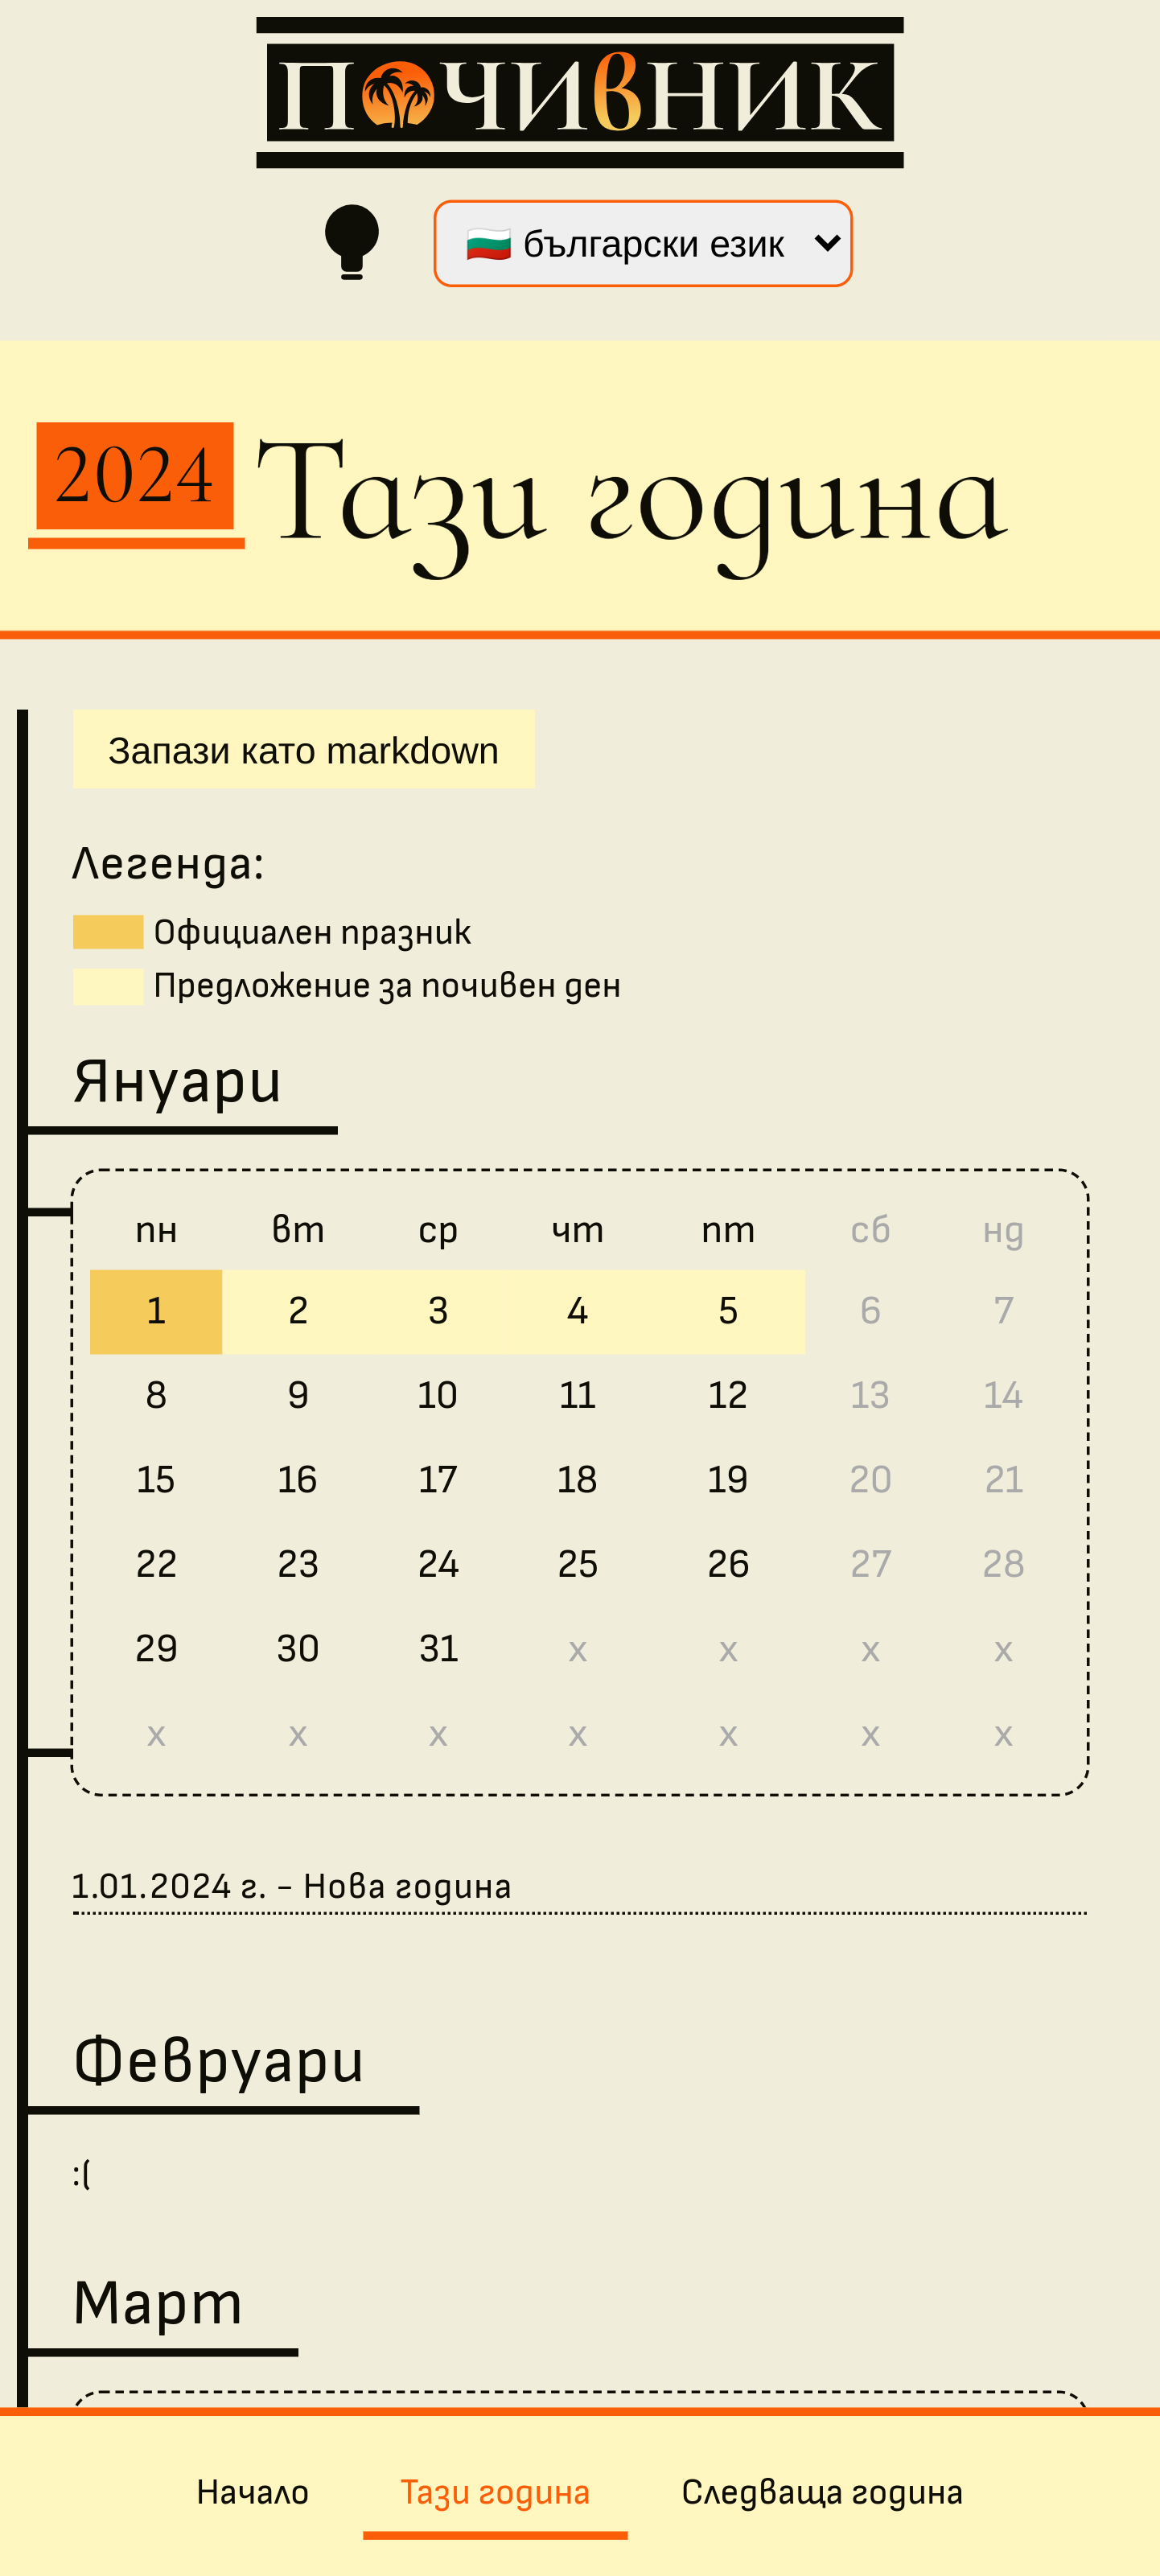 ПОЧИВНИК
🇧🇬 български език
2024 Тази година
Запази като markdown
Легенда:
Официален празник
Предложение за почивен ден
Януари
пн вт ср чт пт сб нд
1 2 3 4 5 6 7
8 9 10 11 12 13 14
15 16 17 18 19 20 21
22 23 24 25 26 27 28
29 30 31 x x x x
x x x x x x x
1.01.2024 г. - Нова година
Февруари
:(
Март
Начало Тази година Следваща година